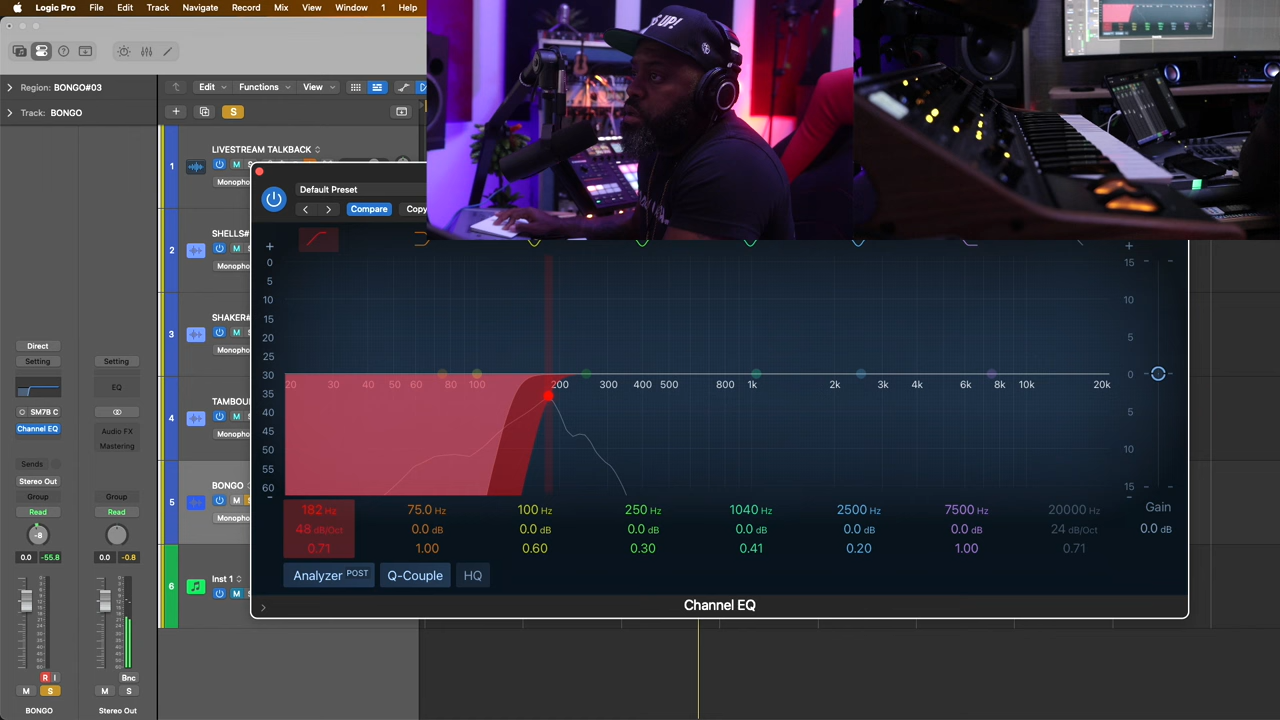 Logic Pro File Edit Track Navigate Record Mix View Window 1 Help
Region: BONGO#03
Track: BONGO
Edit Functions View
S
1 LIVESTREAM TALKBACK
M
Monopho
2 SHELLS#
M
Monopho
3 SHAKER#
M
Monopho
4 TAMBOU
M
Monopho
5 BONGO
M
Monopho
6 Inst 1
M
Direct
Setting Setting
EQ
SM7B C
Channel EQ Audio FX
Mastering
Sends
Stereo Out
Group Group
Read Read
-8
0.0 -55.8 0.0 -0.8
R I Bnc
M S M S
BONGO Stereo Out
Default Preset
Compare Copy
0 5 10 15 20 25 30 35 40 45 50 55 60
20 30 40 50 60 80 100 200 300 400 500 800 1k 2k 3k 4k 6k 8k 10k 20k
15 10 5 0 5 10 15
182 Hz 75.0 Hz 100 Hz 250 Hz 1040 Hz 2500 Hz 7500 Hz 20000 Hz Gain
48 dB/Oct 0.0 dB 0.0 dB 0.0 dB 0.0 dB 0.0 dB 0.0 dB 24 dB/Oct 0.0 dB
0.71 1.00 0.60 0.30 0.41 0.20 1.00 0.71
Analyzer POST Q-Couple HQ
Channel EQ